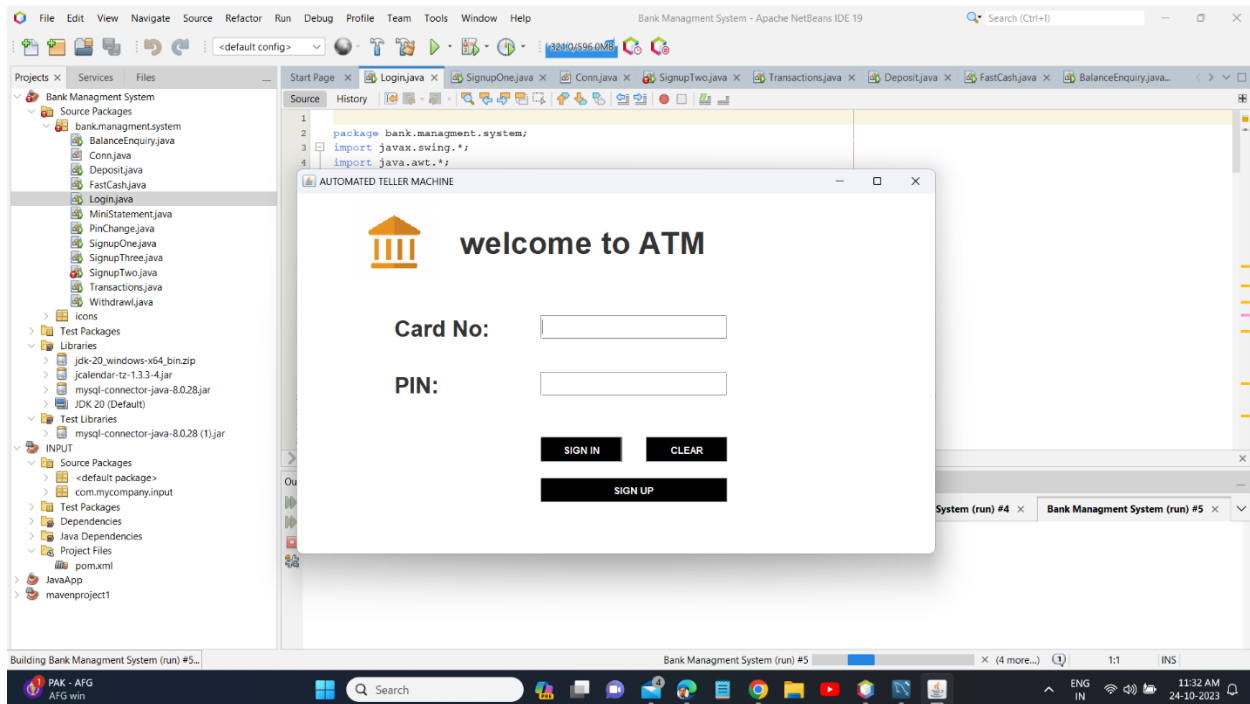 File Edit View Navigate Source Refactor Run Debug Profile Team Tools Window Help
Bank Managment System - Apache NetBeans IDE 19
Search (Ctrl+I)
<default config>
321.0/596.0MB
Projects Services Files
Start Page Login.java SignupOne.java Conn.java SignupTwo.java Transactions.java Deposit.java FastCash.java BalanceEnquiry.java...
Source History
Bank Managment System
Source Packages
bank.managment.system
BalanceEnquiry.java
Conn.java
Deposit.java
FastCash.java
Login.java
MiniStatement.java
PinChange.java
SignupOne.java
SignupThree.java
SignupTwo.java
Transactions.java
Withdrawl.java
icons
Test Packages
Libraries
jdk-20_windows-x64_bin.zip
jcalendar-tz-1.3.3-4.jar
mysql-connector-java-8.0.28.jar
JDK 20 (Default)
Test Libraries
mysql-connector-java-8.0.28 (1).jar
INPUT
Source Packages
<default package>
com.mycompany.input
Test Packages
Dependencies
Java Dependencies
Project Files
pom.xml
JavaApp
mavenproject1
1
2 package bank.managment.system;
3 import javax.swing.*;
4 import java.awt.*;
AUTOMATED TELLER MACHINE
welcome to ATM
Card No:
PIN:
SIGN IN CLEAR
SIGN UP
Ou
System (run) #4 Bank Managment System (run) #5
Building Bank Managment System (run) #5...
Bank Managment System (run) #5
(4 more...) 1 1:1 INS
1 PAK - AFG
AFG win
Search
PRE
4
ENG
IN
11:32 AM
24-10-2023